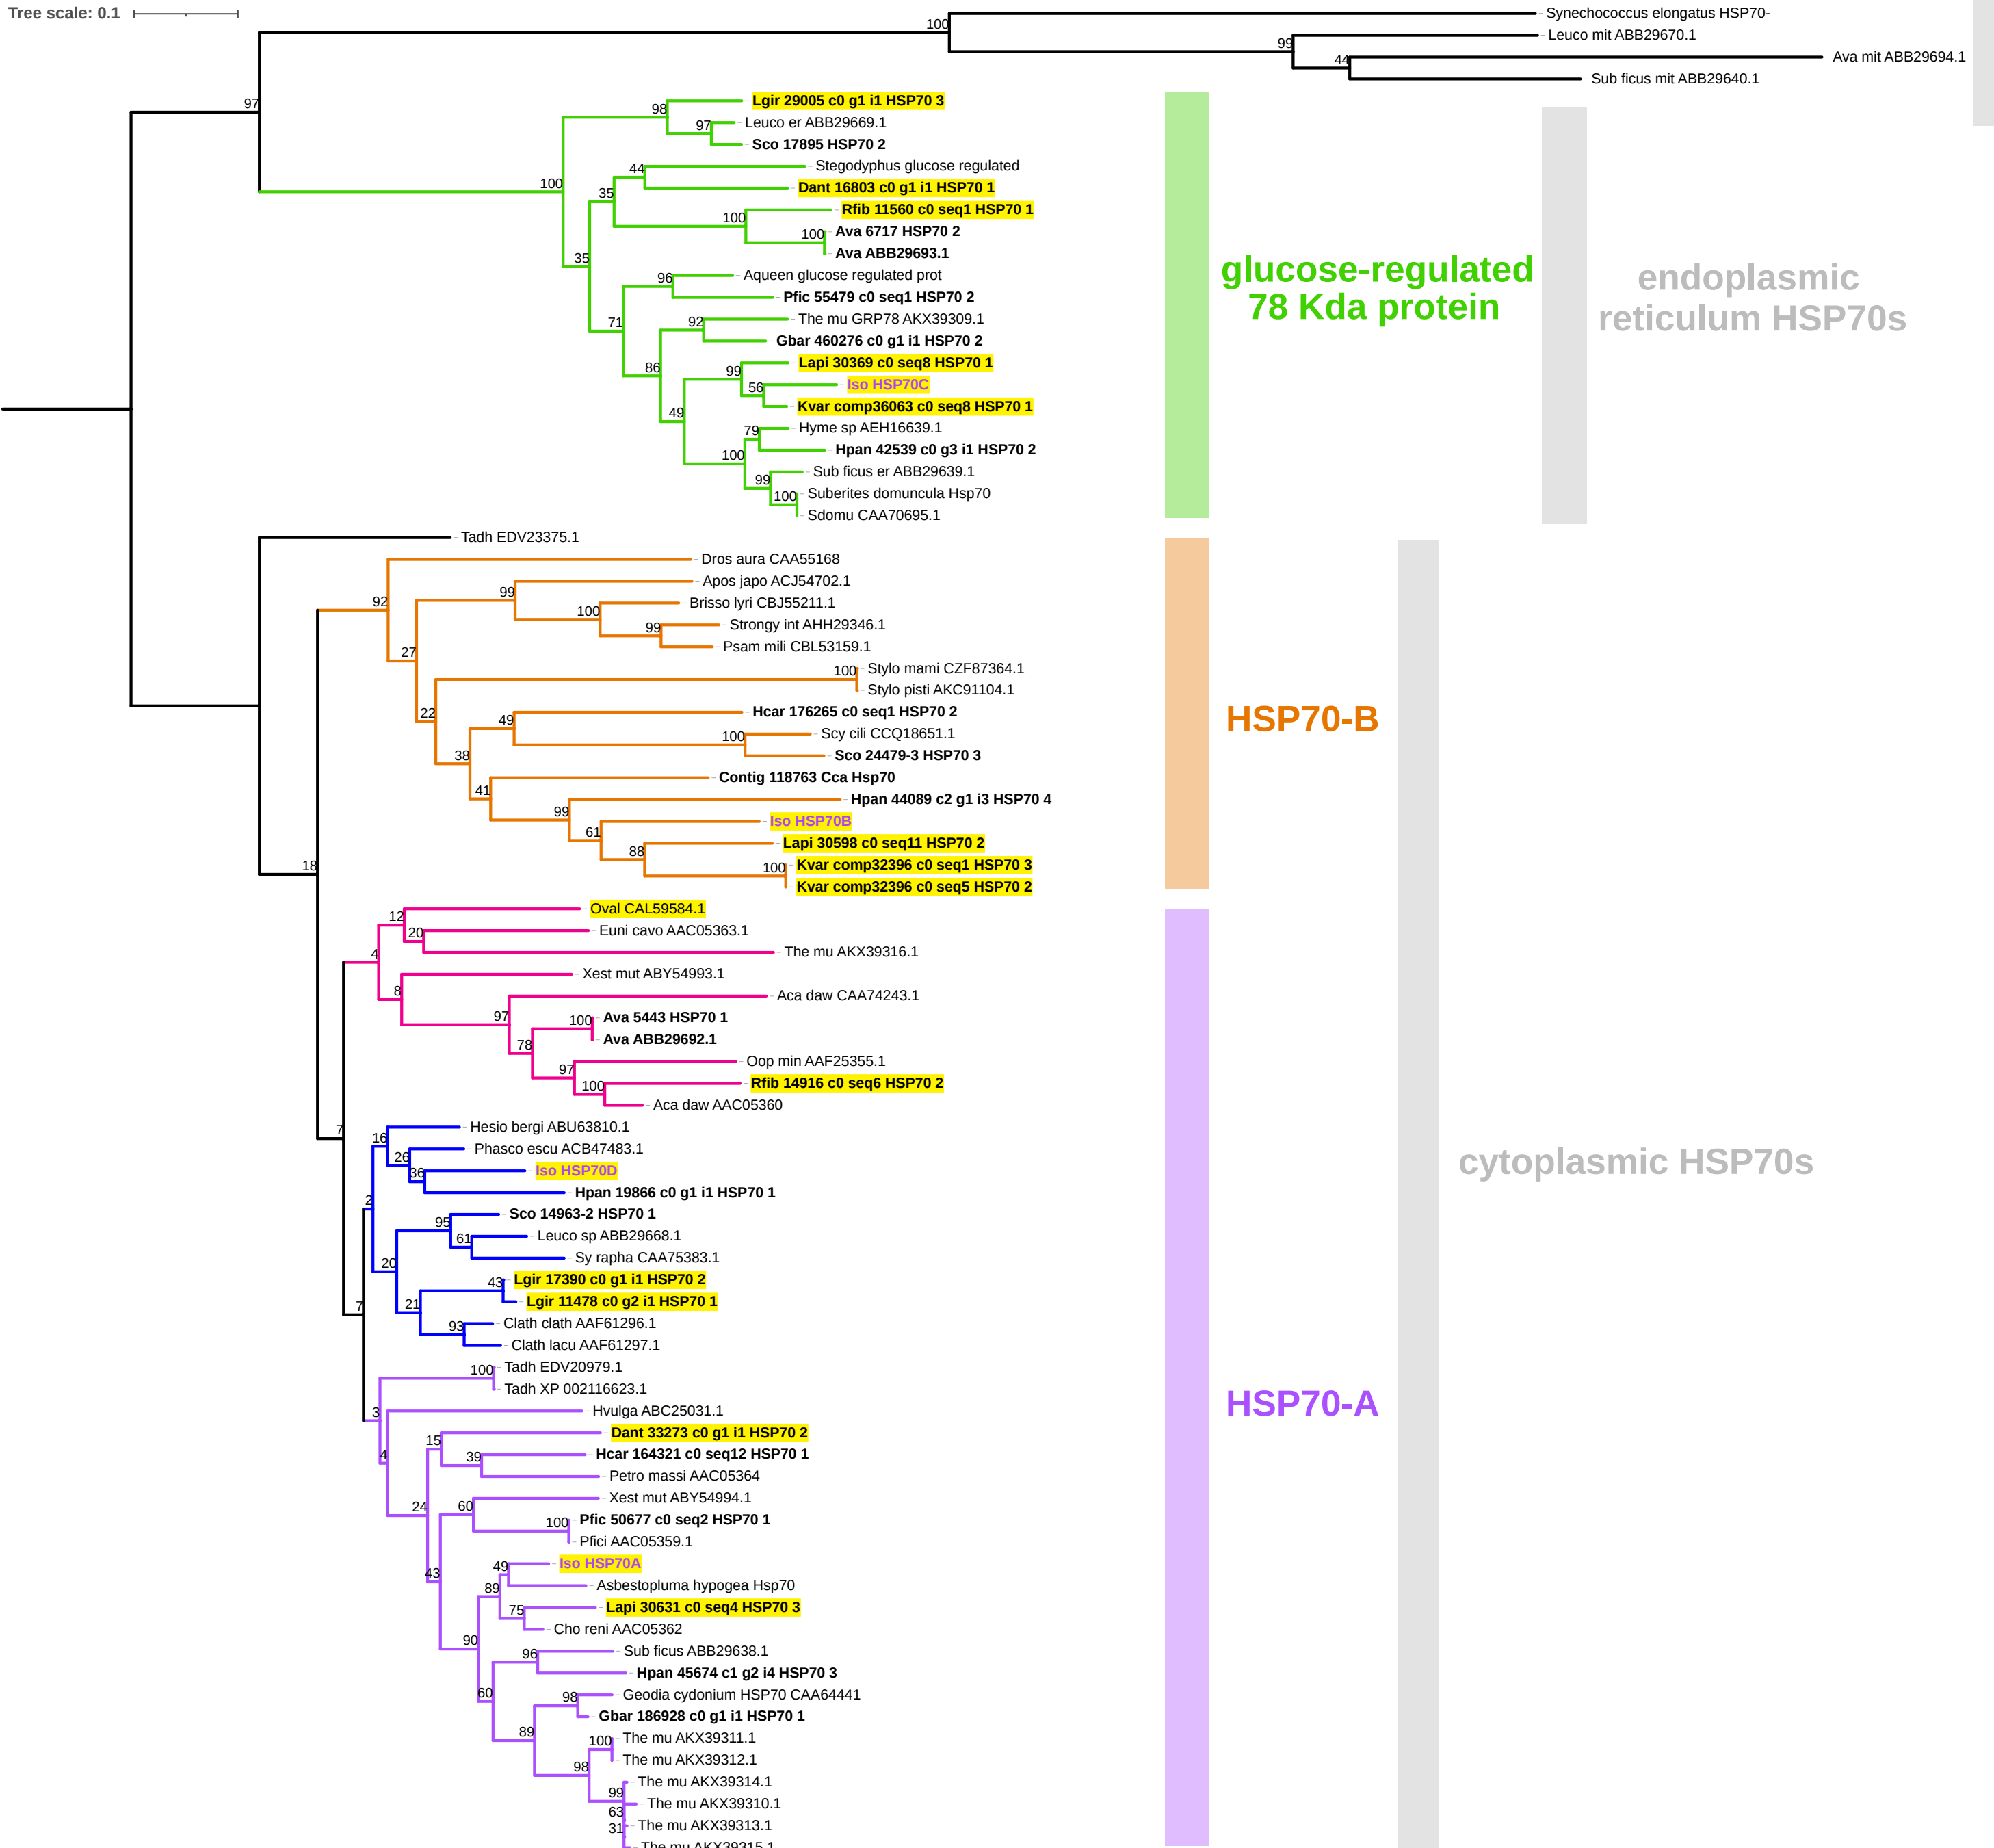 Tree scale: 0.1
100
Synechococcus elongatus HSP70-
99
Leuco mit ABB29670.1
44
Ava mit ABB29694.1
Sub ficus mit ABB29640.1
97
98
Lgir 29005 c0 g1 i1 HSP70 3
97
Leuco er ABB29669.1
Sco 17895 HSP70 2
100
44
Stegodyphus glucose regulated
35
Dant 16803 c0 g1 i1 HSP70 1
100
Rfib 11560 c0 seq1 HSP70 1
100
Ava 6717 HSP70 2
Ava ABB29693.1
35
96
Aqueen glucose regulated prot
Pfic 55479 c0 seq1 HSP70 2
71
92
The mu GRP78 AKX39309.1
Gbar 460276 c0 g1 i1 HSP70 2
86
99
Lapi 30369 c0 seq8 HSP70 1
56
Iso HSP70C
Kvar comp36063 c0 seq8 HSP70 1
49
79
Hyme sp AEH16639.1
100
Hpan 42539 c0 g3 i1 HSP70 2
99
Sub ficus er ABB29639.1
100
Suberites domuncula Hsp70
Sdomu CAA70695.1
glucose-regulated
78 Kda protein
endoplasmic
reticulum HSP70s
Tadh EDV23375.1
92
Dros aura CAA55168
99
Apos japo ACJ54702.1
100
Brisso lyri CBJ55211.1
99
Strongy int AHH29346.1
27
Psam mili CBL53159.1
100
Stylo mami CZF87364.1
Stylo pisti AKC91104.1
22
49
Hcar 176265 c0 seq1 HSP70 2
100
Scy cili CCQ18651.1
38
Sco 24479-3 HSP70 3
41
Contig 118763 Cca Hsp70
99
Hpan 44089 c2 g1 i3 HSP70 4
61
Iso HSP70B
88
Lapi 30598 c0 seq11 HSP70 2
100
Kvar comp32396 c0 seq1 HSP70 3
Kvar comp32396 c0 seq5 HSP70 2
HSP70-B
18
12
Oval CAL59584.1
20
Euni cavo AAC05363.1
4
The mu AKX39316.1
8
Xest mut ABY54993.1
97
Aca daw CAA74243.1
100
Ava 5443 HSP70 1
78
Ava ABB29692.1
97
Oop min AAF25355.1
100
Rfib 14916 c0 seq6 HSP70 2
Aca daw AAC05360
7
16
Hesio bergi ABU63810.1
26
Phasco escu ACB47483.1
36
Iso HSP70D
2
Hpan 19866 c0 g1 i1 HSP70 1
95
Sco 14963-2 HSP70 1
61
Leuco sp ABB29668.1
20
Sy rapha CAA75383.1
43
Lgir 17390 c0 g1 i1 HSP70 2
21
Lgir 11478 c0 g2 i1 HSP70 1
7
93
Clath clath AAF61296.1
Clath lacu AAF61297.1
cytoplasmic HSP70s
100
Tadh EDV20979.1
Tadh XP 002116623.1
3
Hvulga ABC25031.1
4
15
Dant 33273 c0 g1 i1 HSP70 2
39
Hcar 164321 c0 seq12 HSP70 1
Petro massi AAC05364
24
60
Xest mut ABY54994.1
100
Pfic 50677 c0 seq2 HSP70 1
Pfici AAC05359.1
43
49
Iso HSP70A
89
Asbestopluma hypogea Hsp70
75
Lapi 30631 c0 seq4 HSP70 3
90
Cho reni AAC05362
96
Sub ficus ABB29638.1
60
Hpan 45674 c1 g2 i4 HSP70 3
98
Geodia cydonium HSP70 CAA64441
89
Gbar 186928 c0 g1 i1 HSP70 1
100
The mu AKX39311.1
98
The mu AKX39312.1
99
The mu AKX39314.1
63
The mu AKX39310.1
31
The mu AKX39313.1
The mu AKX39315.1
HSP70-A